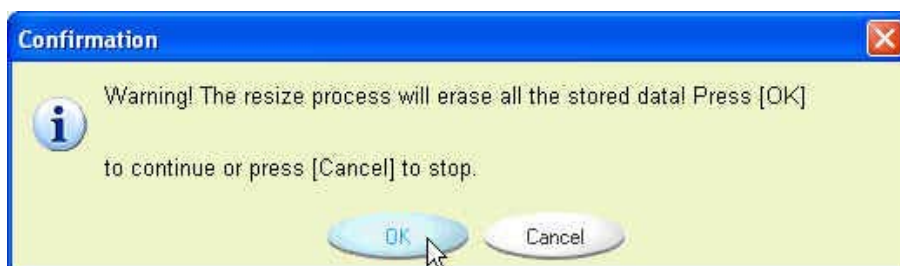 Confirmation
Warning! The resize process will erase all the stored data! Press [OK]
to continue or press [Cancel] to stop.
OK
Cancel